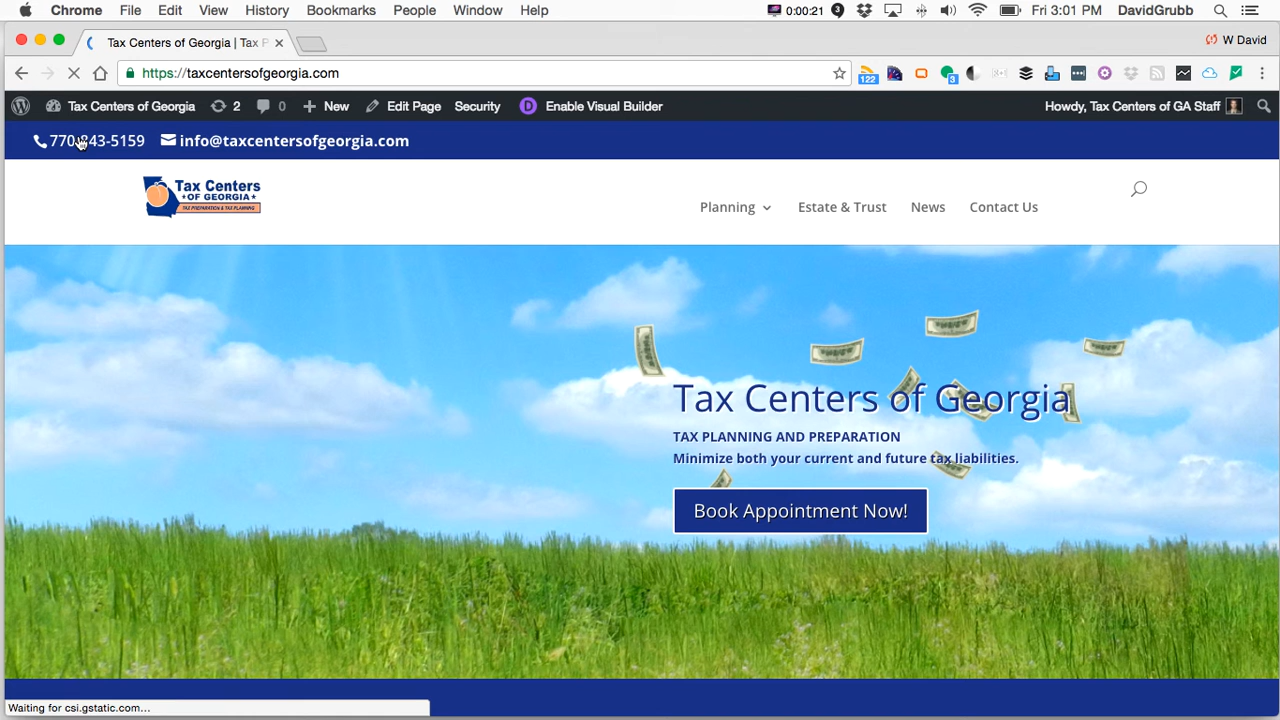 Chrome File Edit View History Bookmarks People Window Help 0:00:21 3 Fri 3:01 PM DavidGrubb
Tax Centers of Georgia | Tax P W David
https://taxcentersofgeorgia.com 122 3
Tax Centers of Georgia 2 0 New Edit Page Security D Enable Visual Builder Howdy, Tax Centers of GA Staff
info@taxcentersofgeorgia.com
Tax Centers
OF GEORGIA
TAX PREPARATION & TAX PLANNING
Planning Estate & Trust News Contact Us
Tax Centers of Georgia
TAX PLANNING AND PREPARATION
Minimize both your current and future tax liabilities.
Book Appointment Now!
Waiting for csi.gstatic.com...